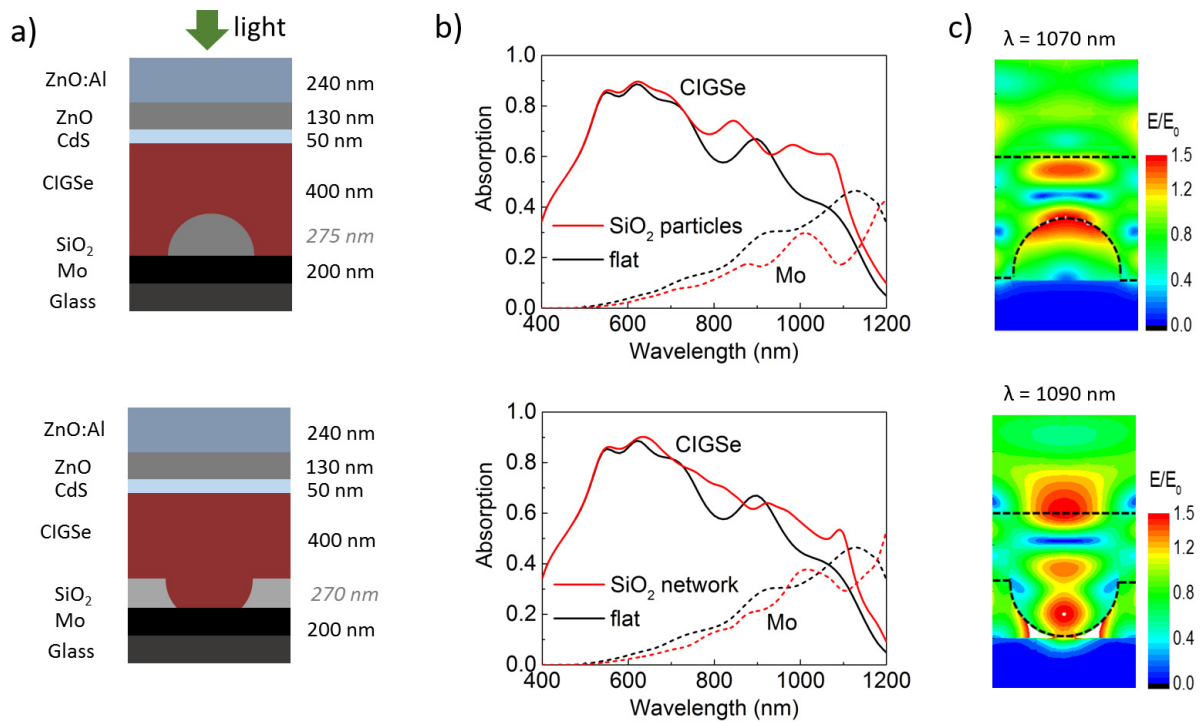 a)
light
ZnO:Al
240 nm
ZnO
130 nm
CdS
50 nm
CIGSe
400 nm
SiO₂
275 nm
Mo
200 nm
Glass
b)
1.0
0.8
0.6
0.4
0.2
0.0
Absorption
CIGSe
SiO₂ particles
flat
Mo
400 600 800 1000 1200
Wavelength (nm)
c)
λ = 1070 nm
E/E₀
1.5
1.2
0.8
0.4
0.0
ZnO:Al
240 nm
ZnO
130 nm
CdS
50 nm
CIGSe
400 nm
SiO₂
270 nm
Mo
200 nm
Glass
1.0
0.8
0.6
0.4
0.2
0.0
Absorption
CIGSe
SiO₂ network
flat
Mo
400 600 800 1000 1200
Wavelength (nm)
λ = 1090 nm
E/E₀
1.5
1.2
0.8
0.4
0.0